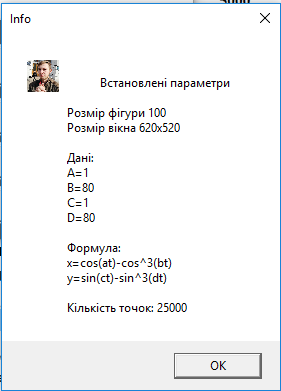 Info
Встановлені параметри
Розмір фігури 100
Розмір вікна 620x520
Дані:
A=1
B=80
C=1
D=80
Формула:
x=cos(at)-cos^3(bt)
y=sin(ct)-sin^3(dt)
Кількість точок: 25000
OK